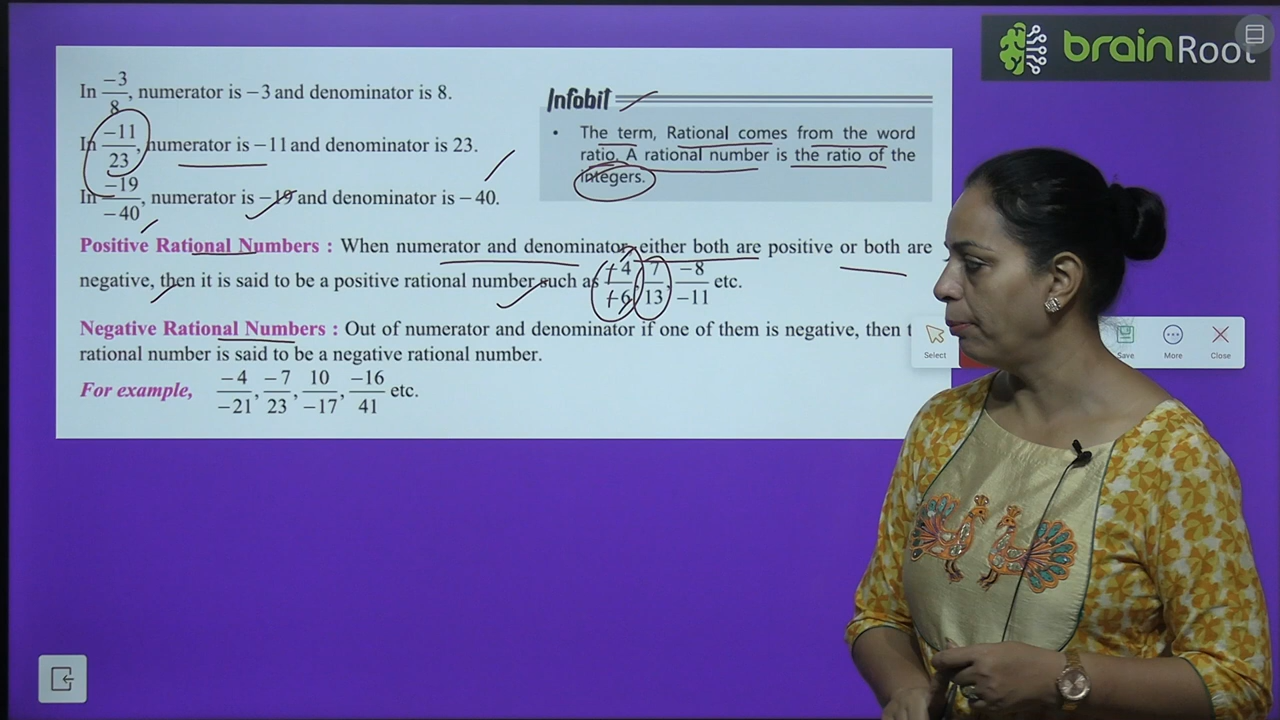 brainRoot
In -3/8, numerator is -3 and denominator is 8.
In -11/23, numerator is -11 and denominator is 23.
In -19/-40, numerator is -19 and denominator is -40.
Infobit
• The term, Rational comes from the word
ratio. A rational number is the ratio of the
integers.
Positive Rational Numbers : When numerator and denominator, either both are positive or both are
negative, then it is said to be a positive rational number such as +4/+6, 7/13, -8/-11 etc.
Negative Rational Numbers : Out of numerator and denominator if one of them is negative, then
rational number is said to be a negative rational number.
For example, -4/-21, -7/23, 10/-17, -16/41 etc.
Select
Save
More
Close